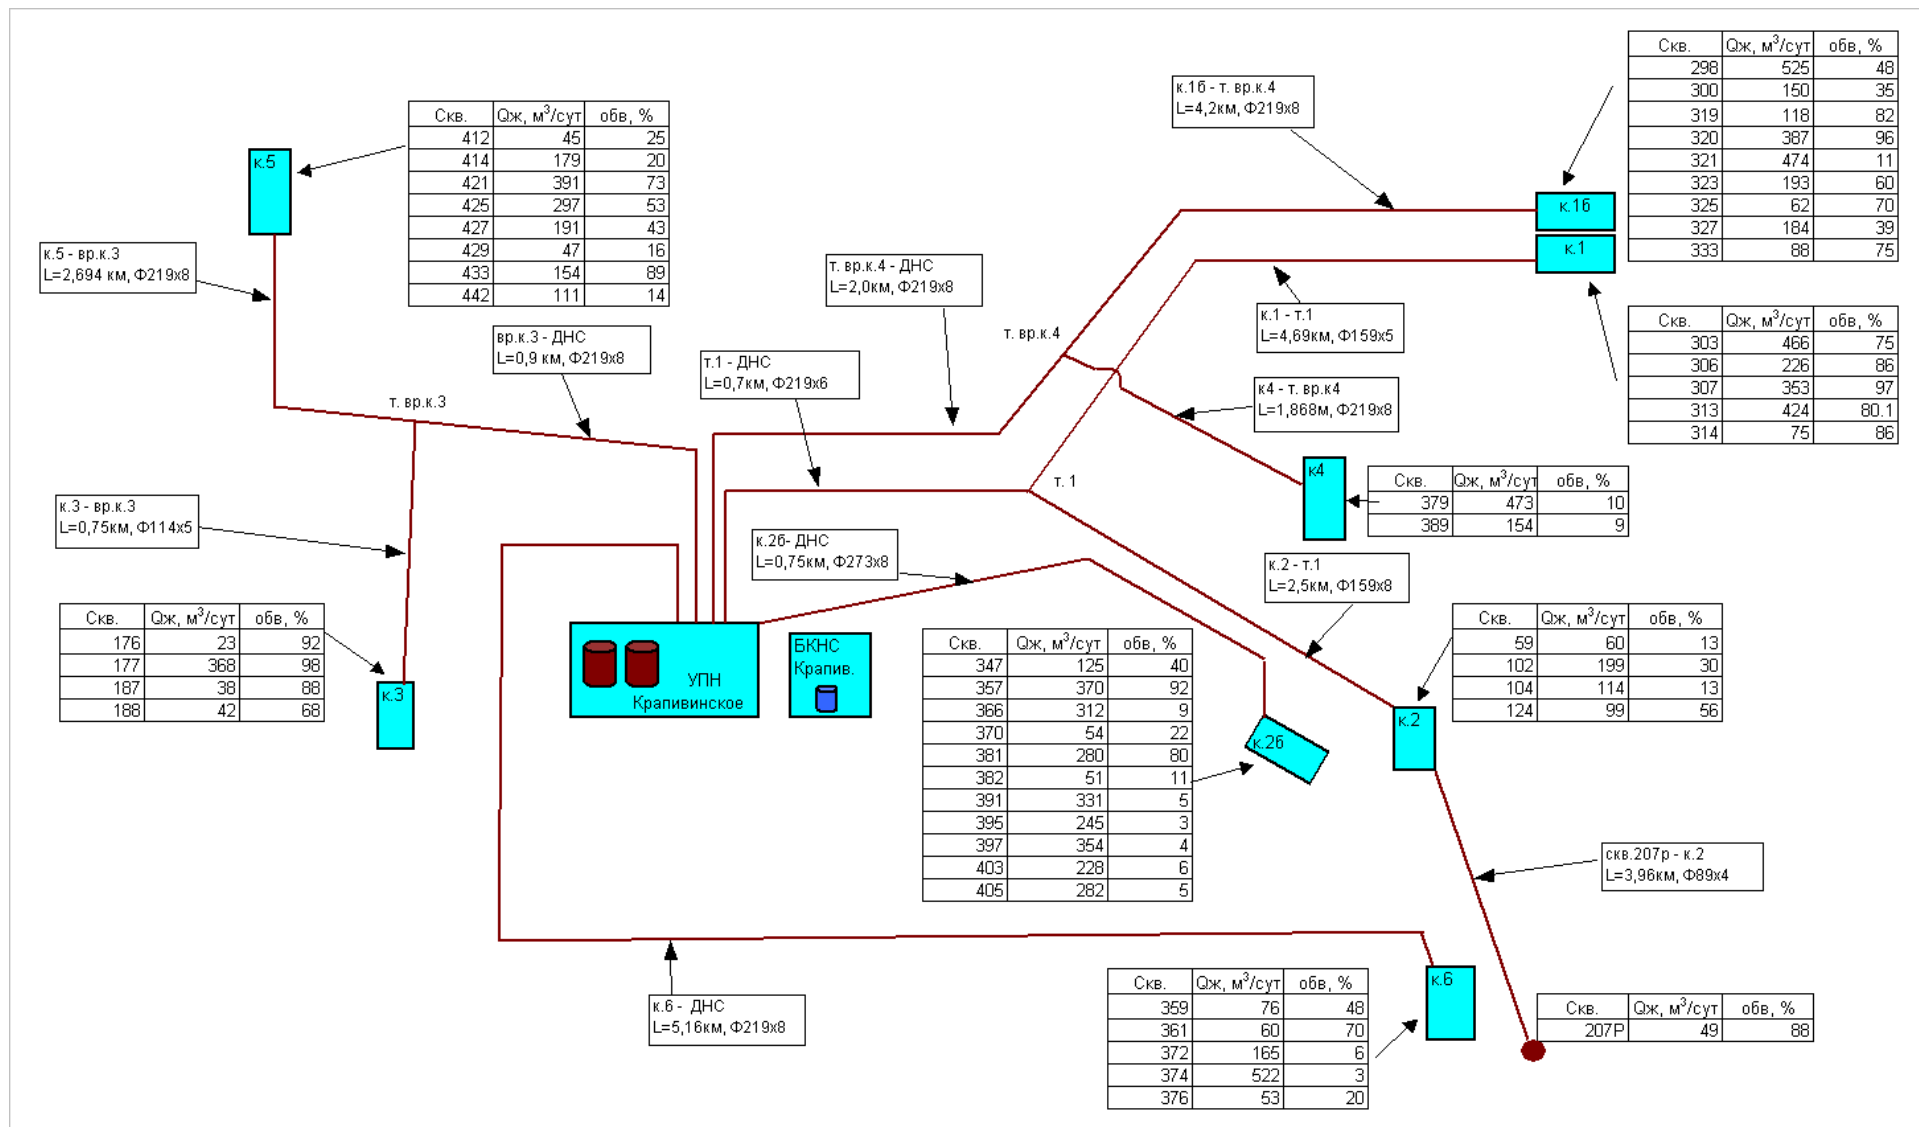 Скв. Qж, м³/сут обв, %
298 525 48
300 150 35
319 118 82
320 387 96
321 474 11
323 193 60
325 62 70
327 184 39
333 88 75
к.1б - т. вр.к.4
L=4,2км, Ф219х8
Скв. Qж, м³/сут обв, %
412 45 25
414 179 20
421 391 73
425 297 53
427 191 43
429 47 16
433 154 89
442 111 14
к.5
к.1б
к.1
к.5 - вр.к.3
L=2,694 км, Ф219х8
т. вр.к.4 - ДНС
L=2,0км, Ф219х8
к.1 - т.1
L=4,69км, Ф159х5
Скв. Qж, м³/сут обв, %
303 466 75
306 226 86
307 353 97
313 424 80.1
314 75 86
вр.к.3 - ДНС
L=0,9 км, Ф219х8
т. вр.к.4
т.1 - ДНС
L=0,7км, Ф219х6
к4 - т. вр.к4
L=1,868м, Ф219х8
т. вр.к.3
к4
Скв. Qж, м³/сут обв, %
379 473 10
389 154 9
т. 1
к.3 - вр.к.3
L=0,75км, Ф114х5
к.2б- ДНС
L=0,75км, Ф273х8
к.2 - т.1
L=2,5км, Ф159х8
Скв. Qж, м³/сут обв, %
176 23 92
177 368 98
187 38 88
188 42 68
к.3
УПН
Крапивинское
БКНС
Крапив.
Скв. Qж, м³/сут обв, %
347 125 40
357 370 92
366 312 9
370 54 22
381 280 80
382 51 11
391 331 5
395 245 3
397 354 4
403 228 6
405 282 5
к.2б
к.2
Скв. Qж, м³/сут обв, %
59 60 13
102 199 30
104 114 13
124 99 56
скв.207р - к.2
L=3,96км, Ф89х4
к.6 - ДНС
L=5,16км, Ф219х8
Скв. Qж, м³/сут обв, %
359 76 48
361 60 70
372 165 6
374 522 3
376 53 20
к.6
Скв. Qж, м³/сут обв, %
207Р 49 88